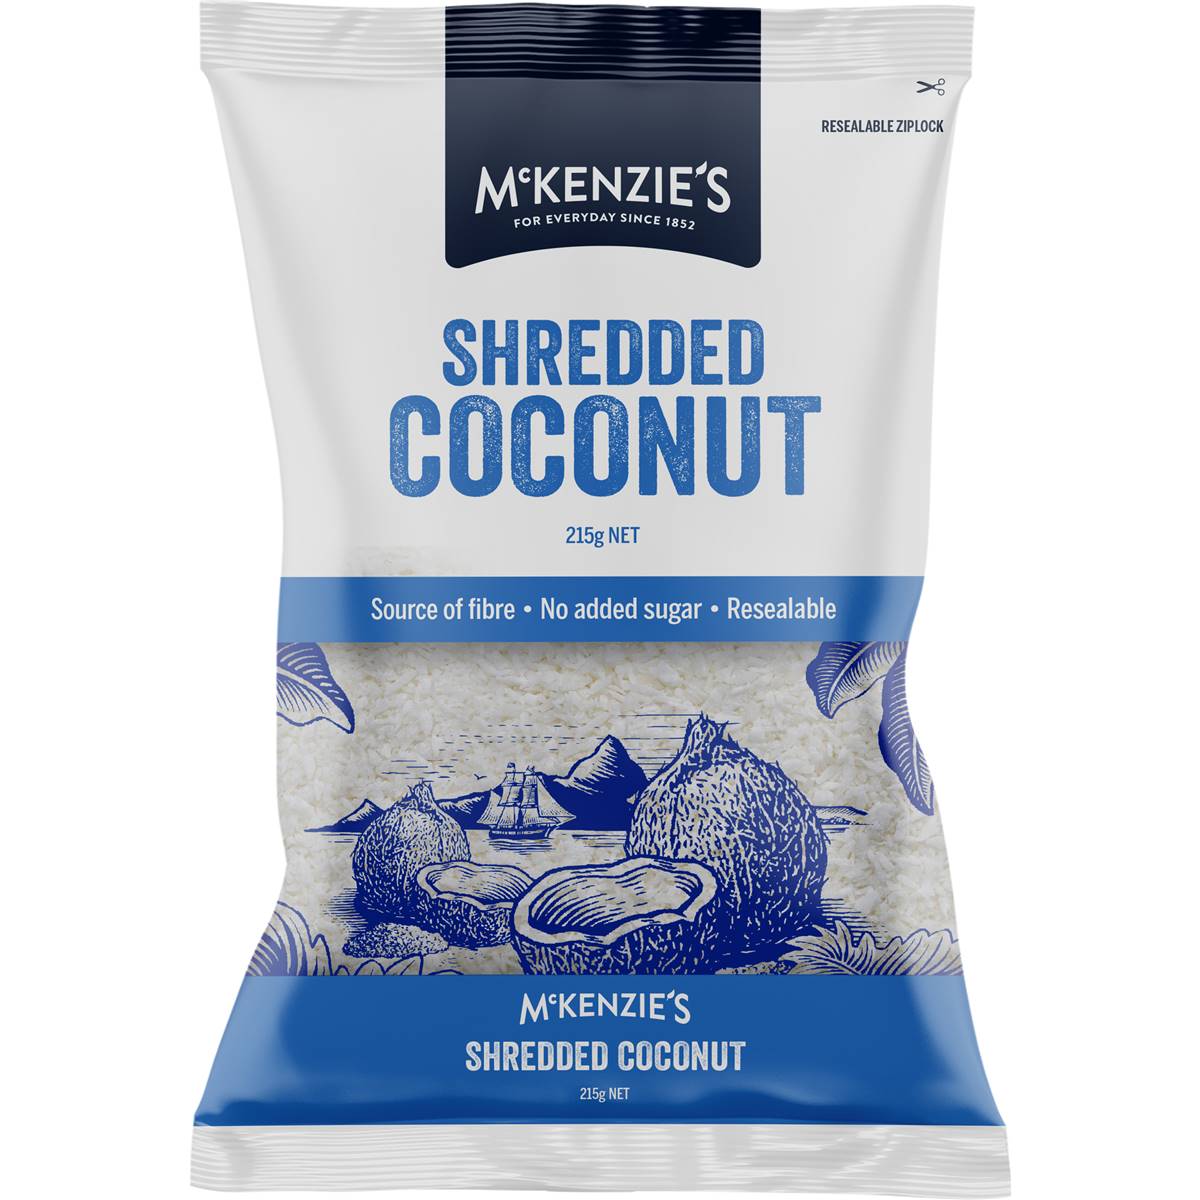 RESEALABLE ZIPLOCK
McKENZIE'S
FOR EVERYDAY SINCE 1852
SHREDDED
COCONUT
215g NET
Source of fibre • No added sugar • Resealable
McKENZIE'S
SHREDDED COCONUT
215g NET